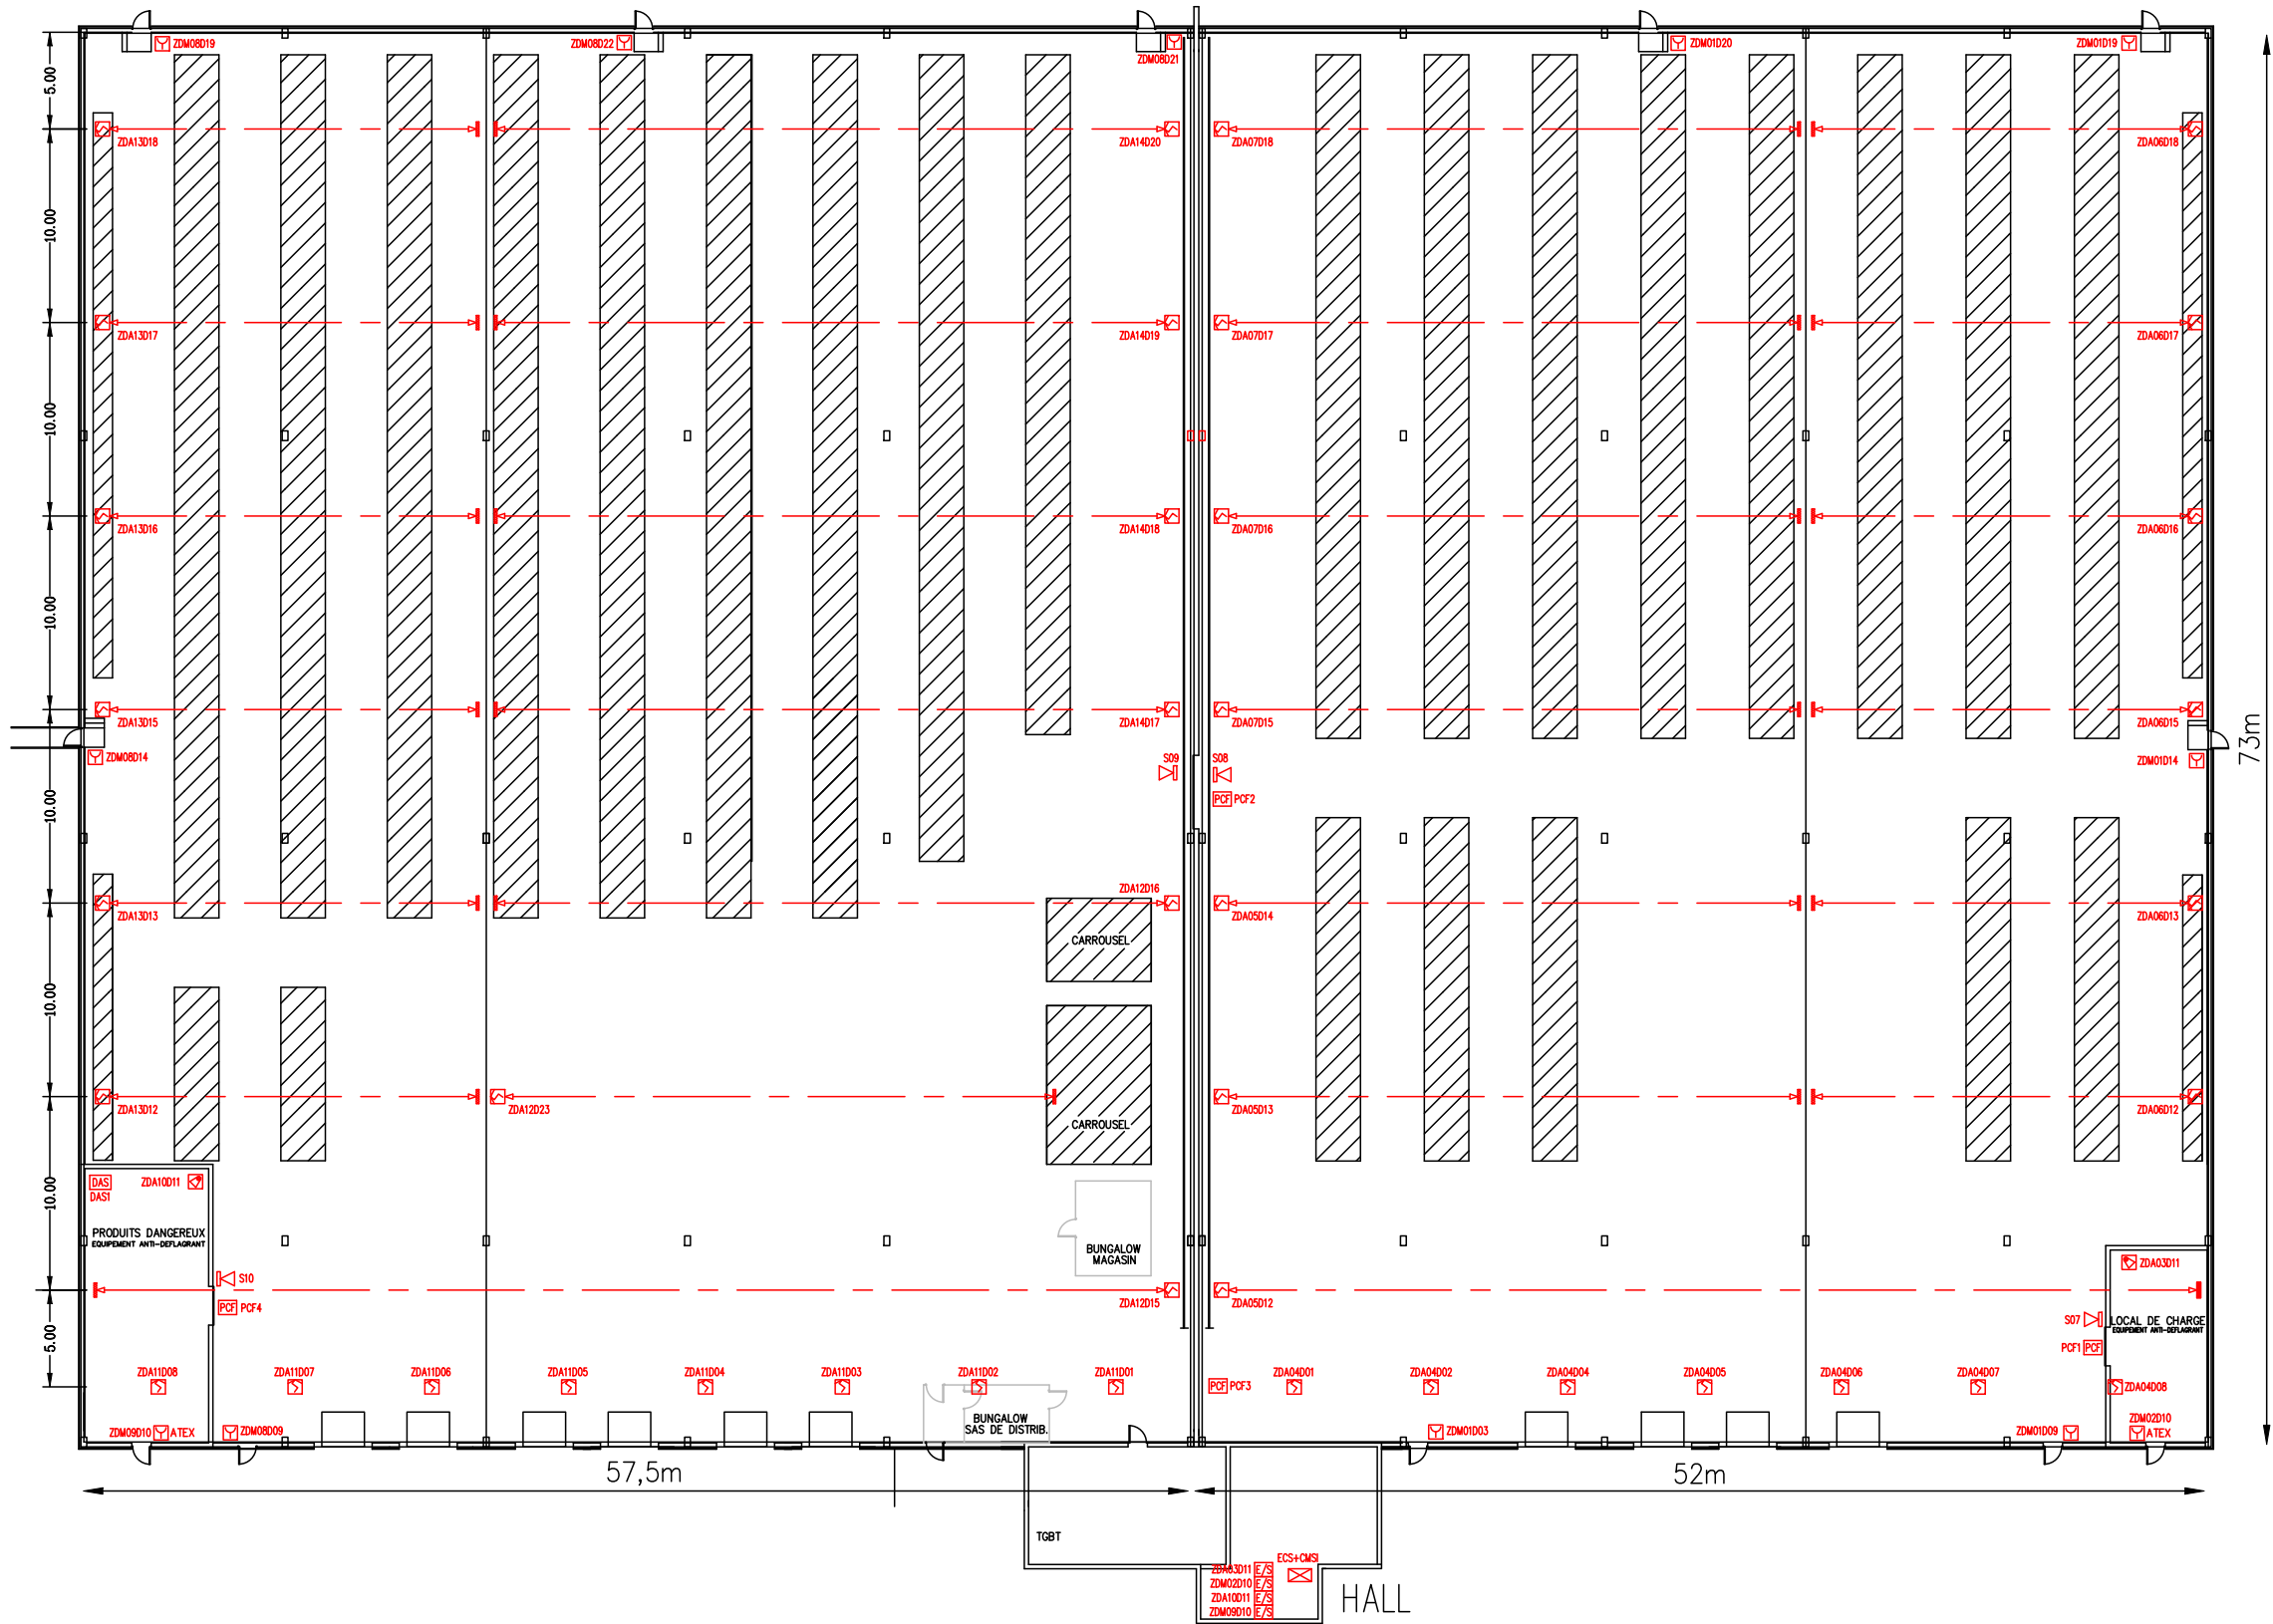 ZDM08D19
ZDM08D22
ZDM08D21
ZDM01D20
ZDM01D19
5.00
ZDA13D18
ZDA14D20
ZDA07D18
ZDA06D18
10.00
ZDA13D17
ZDA14D19
ZDA07D17
ZDA06D17
10.00
ZDA13D16
ZDA14D18
ZDA07D16
ZDA06D16
10.00
ZDA13D15
ZDA14D17
ZDA07D15
ZDA06D15
73m
ZDM08D14
S09
S08
ZDM01D14
PCF PCF2
10.00
ZDA12D16
ZDA13D13
ZDA05D14
ZDA06D13
CARROUSEL
10.00
ZDA13D12
ZDA12D23
ZDA05D13
ZDA06D12
CARROUSEL
10.00
DAS
DAS1
ZDA10D11
PRODUITS DANGEREUX
EQUIPEMENT ANTI-DEFLAGRANT
BUNGALOW
MAGASIN
ZDA03D11
S10
PCF PCF4
ZDA12D15
ZDA05D12
S07
LOCAL DE CHARGE
EQUIPEMENT ANTI-DEFLAGRANT
5.00
PCF1 PCF
ZDA11D08
ZDA11D07
ZDA11D06
ZDA11D05
ZDA11D04
ZDA11D03
ZDA11D02
ZDA11D01
PCF PCF3
ZDA04D01
ZDA04D02
ZDA04D04
ZDA04D05
ZDA04D06
ZDA04D07
ZDA04D08
ZDM09D10 ATEX
ZDM08D09
BUNGALOW
SAS DE DISTRIB.
ZDM01D03
ZDM01D09
ZDM02D10
ATEX
57,5m
52m
TGBT
ECS+CMSI
ZDA03D11 E/S
ZDM02D10 E/S
ZDA10D11 E/S
ZDM09D10 E/S
HALL